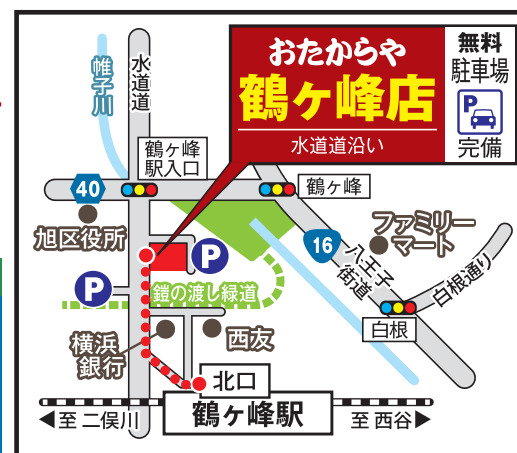 おたからや
鶴ヶ峰店
水道道沿い
無料
駐車場
P
完備
帷子川
水道道
鶴ヶ峰
駅入口
40
鶴ヶ峰
旭区役所
16
八王子
街道
ファミリー
マート
白根通り
P
P
鎧の渡し緑道
白根
横浜
銀行
西友
北口
鶴ヶ峰駅
◀至 二俣川
至 西谷▶